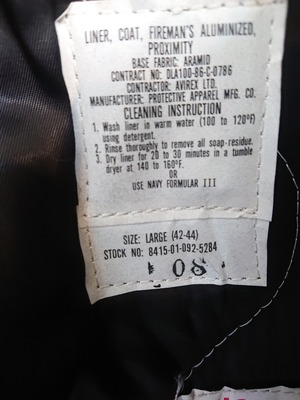 LINER, COAT, FIREMAN'S ALUMINIZED,
PROXIMITY
BASE FABRIC: ARAMID
CONTRACT NO: DLA100-86-C-0786
CONTRACTOR: AVIREX LTD.
MANUFACTURER: PROTECTIVE APPAREL MFG. CO.
CLEANING INSTRUCTION
1. Wash liner in warm water (100 to 120°F)
using detergent.
2. Rinse thoroughly to remove all soap-residue.
3. Dry liner for 20 to 30 minutes in a tumble
dryer at 140 to 160°F.
OR
USE NAVY FORMULAR III
SIZE: LARGE (42-44)
STOCK NO: 8415-01-092-5284
08